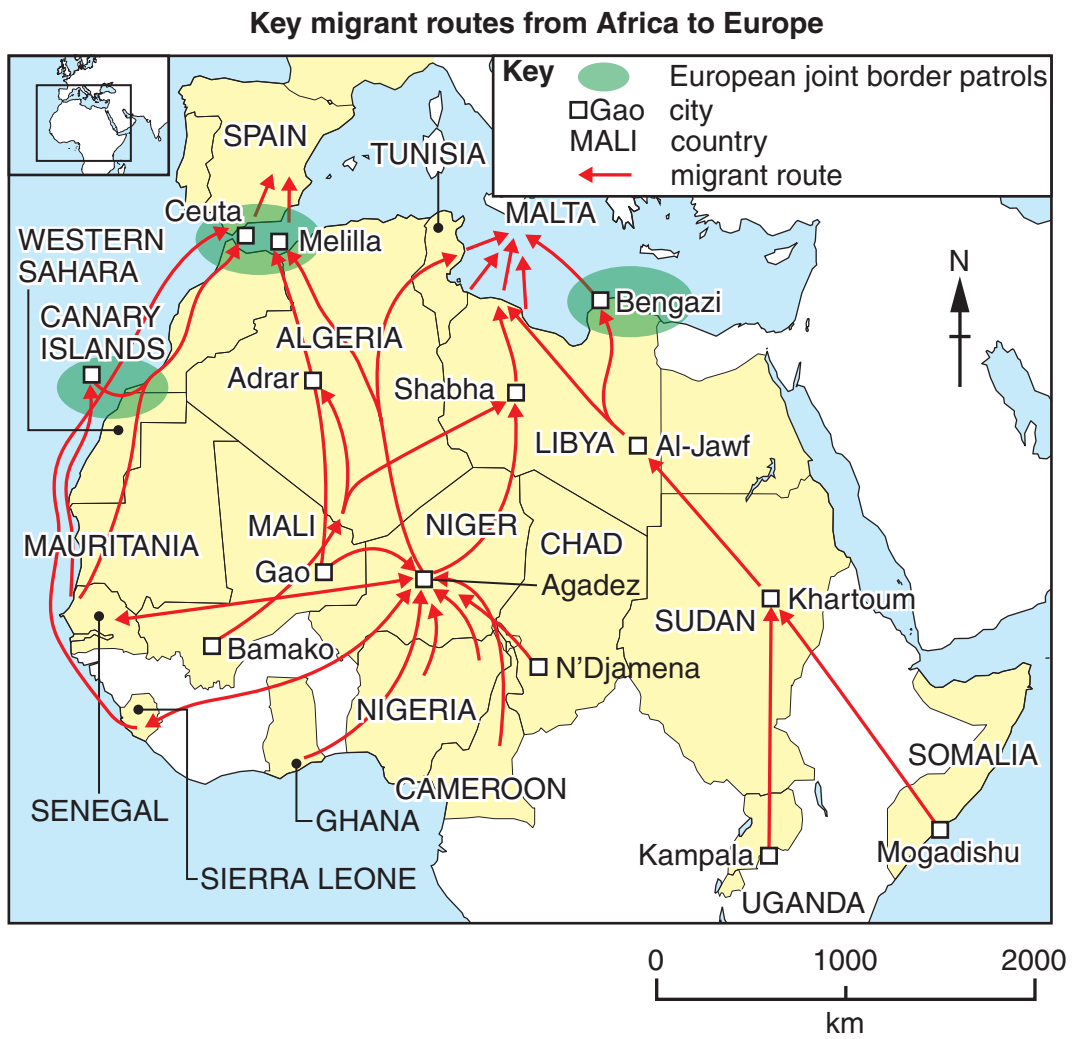 Key migrant routes from Africa to Europe
Key
European joint border patrols
Gao city
MALI country
migrant route
SPAIN
TUNISIA
Ceuta
Melilla
MALTA
WESTERN
SAHARA
N
CANARY
ISLANDS
Bengazi
ALGERIA
Adrar
Shabha
LIBYA
Al-Jawf
MALI
NIGER
CHAD
MAURITANIA
Gao
Agadez
Khartoum
SUDAN
Bamako
N'Djamena
NIGERIA
SOMALIA
CAMEROON
SENEGAL
GHANA
Kampala
Mogadishu
SIERRA LEONE
UGANDA
0 1000 2000
km